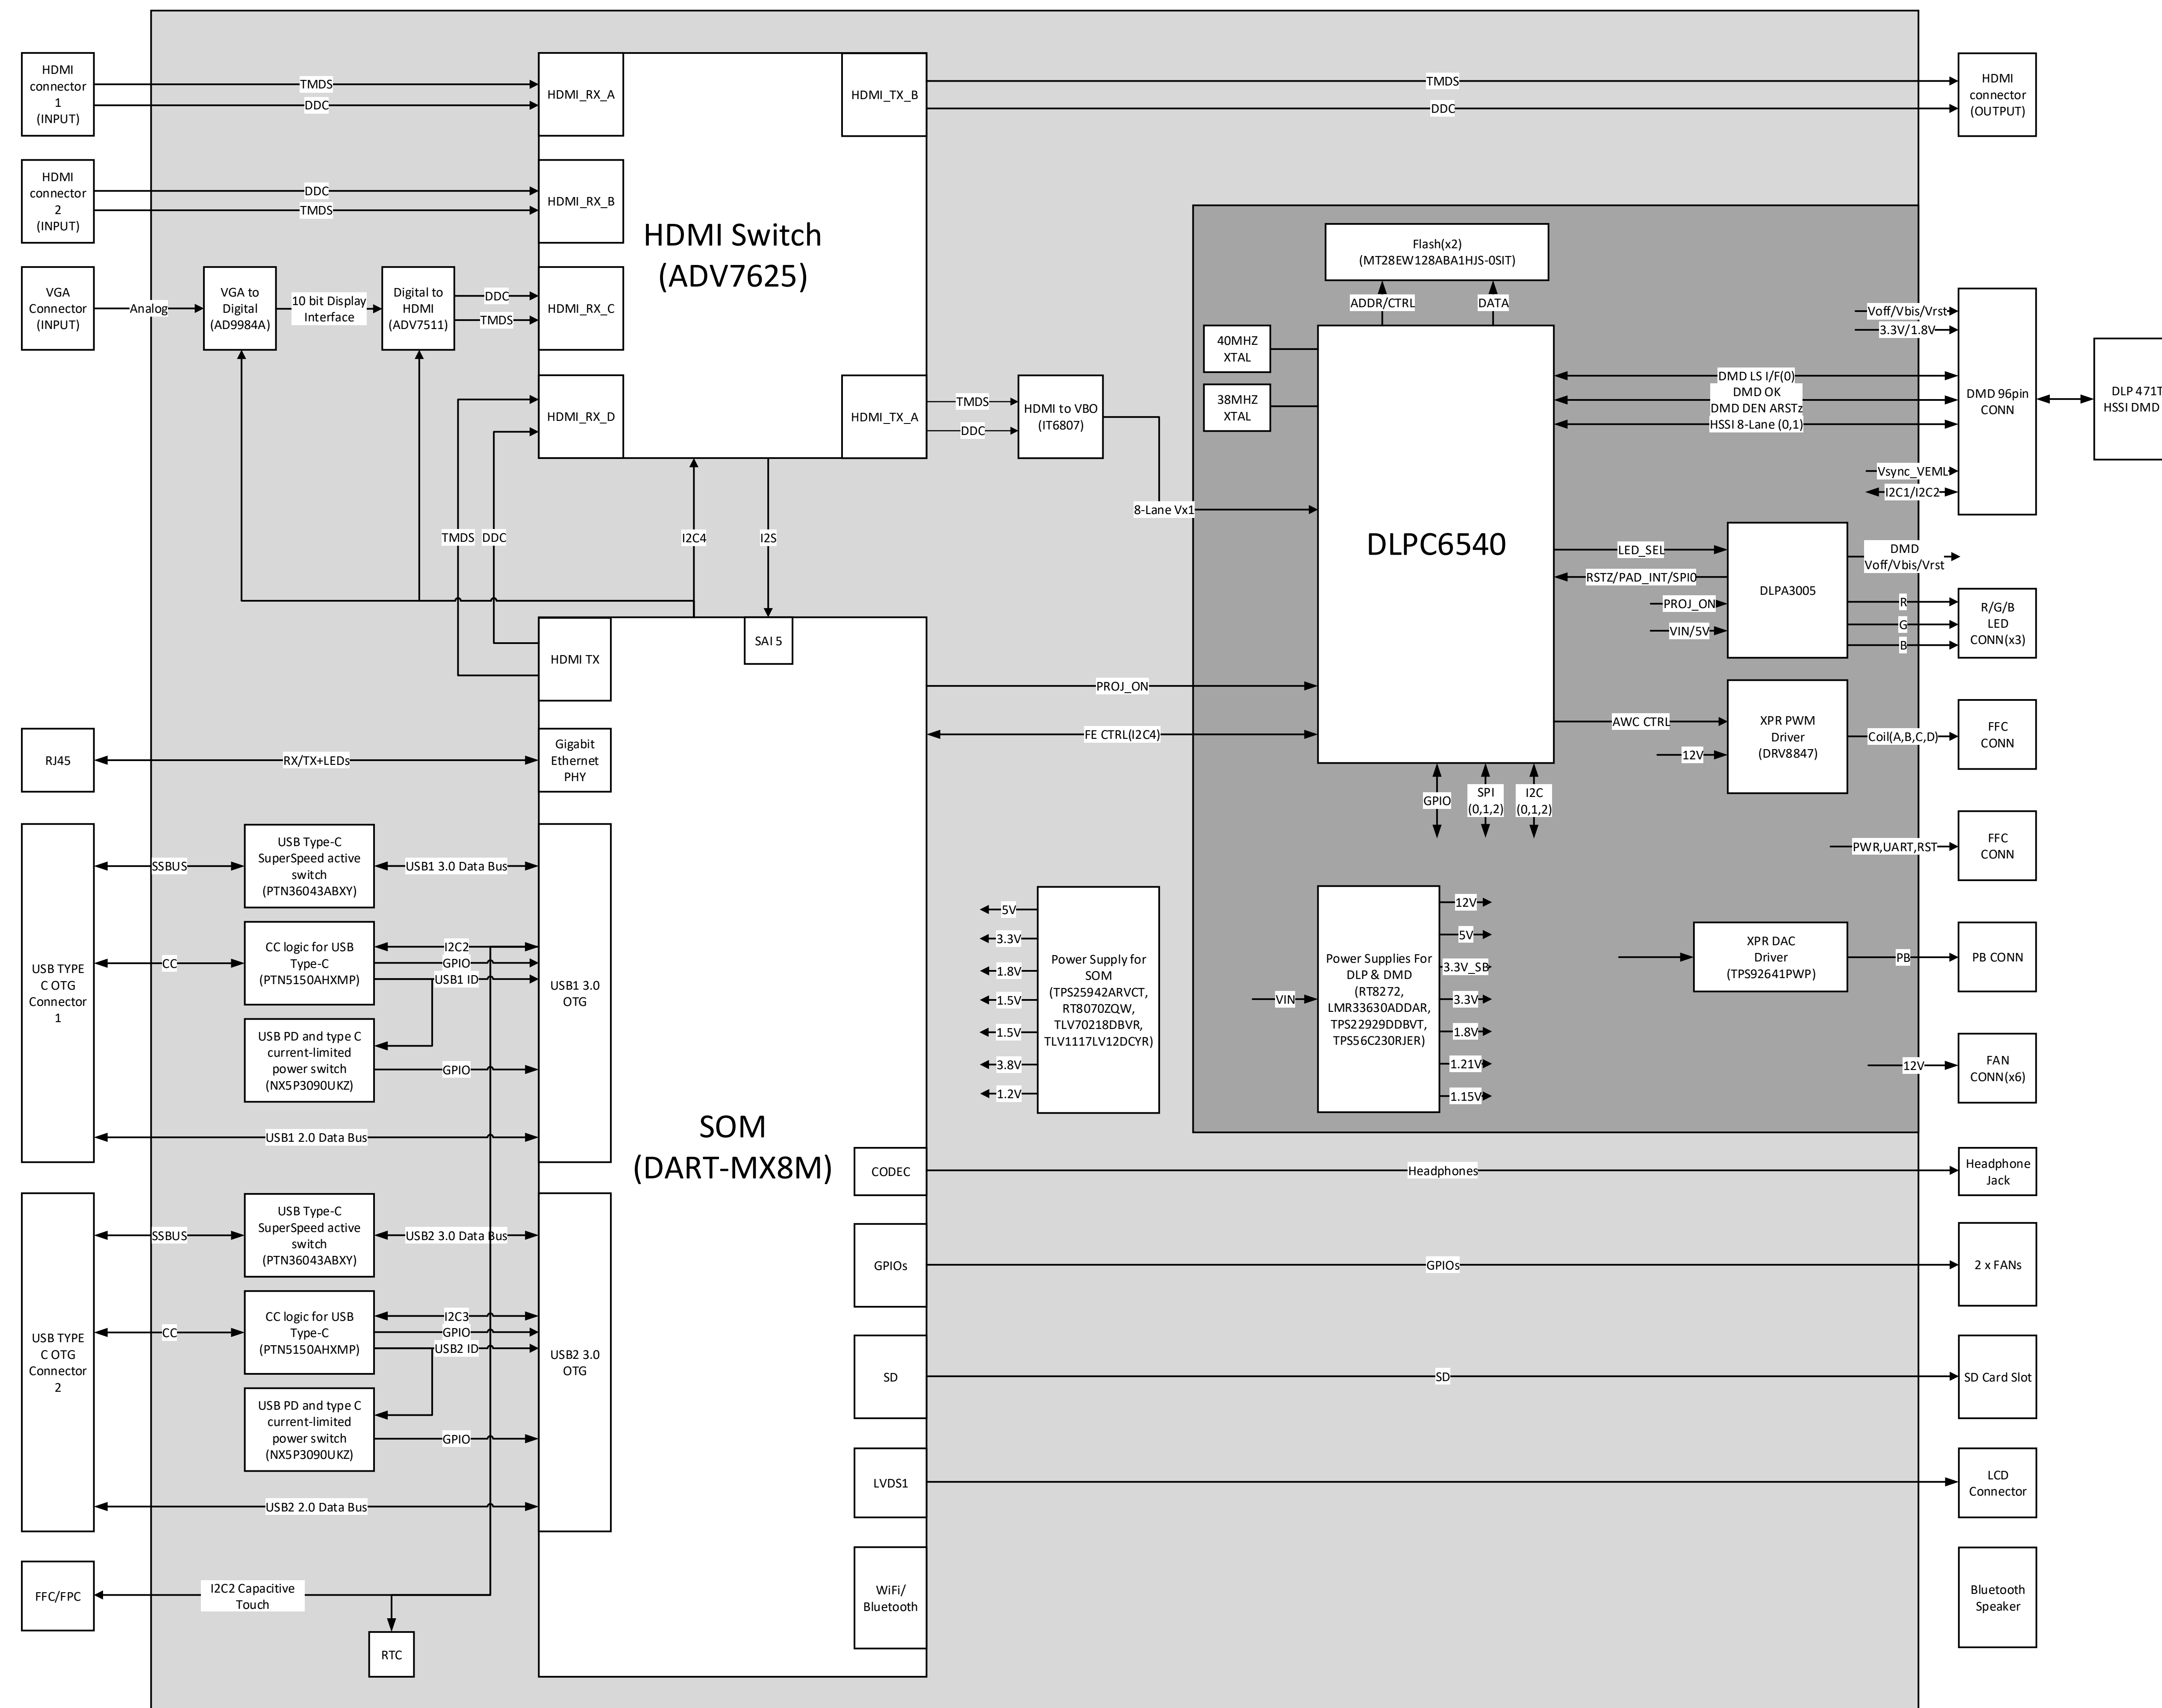 HDMI
connector
1
(INPUT)
TMDS
DDC
HDMI_RX_A
HDMI_TX_B
TMDS
DDC
HDMI
connector
(OUTPUT)
HDMI
connector
2
(INPUT)
DDC
TMDS
HDMI_RX_B
HDMI Switch
(ADV7625)
VGA
Connector
(INPUT)
Analog
VGA to
Digital
(AD9984A)
10 bit Display
Interface
Digital to
HDMI
(ADV7511)
DDC
TMDS
HDMI_RX_C
HDMI_RX_D
HDMI_TX_A
TMDS
DDC
HDMI to VBO
(IT6807)
8-Lane Vx1
TMDS
DDC
I2C4
I2S
Flash(x2)
(MT28EW128ABA1HJS-0SIT)
ADDR/CTRL
DATA
40MHZ
XTAL
38MHZ
XTAL
DLPC6540
Voff/Vbis/Vrst
3.3V/1.8V
DMD LS I/F(0)
DMD OK
DMD DEN ARSTz
HSSI 8-Lane (0,1)
Vsync_VEML
I2C1/I2C2
DMD 96pin
CONN
DLP 471T
HSSI DMD
LED_SEL
RSTZ/PAD_INT/SPI0
PROJ_ON
VIN/5V
DLPA3005
DMD
Voff/Vbis/Vrst
R
G
B
R/G/B
LED
CONN(x3)
HDMI TX
SAI 5
PROJ_ON
FE CTRL(I2C4)
AWC CTRL
12V
XPR PWM
Driver
(DRV8847)
Coil(A,B,C,D)
FFC
CONN
GPIO
SPI
(0,1,2)
I2C
(0,1,2)
PWR,UART,RST
FFC
CONN
RJ45
RX/TX+LEDs
Gigabit
Ethernet
PHY
USB TYPE
C OTG
Connector
1
SSBUS
USB Type-C
SuperSpeed active
switch
(PTN36043ABXY)
USB1 3.0 Data Bus
CC
CC logic for USB
Type-C
(PTN5150AHXMP)
I2C2
GPIO
USB1 ID
USB PD and type C
current-limited
power switch
(NX5P3090UKZ)
GPIO
USB1 2.0 Data Bus
USB1 3.0
OTG
5V
3.3V
1.8V
1.5V
1.5V
3.8V
1.2V
Power Supply for
SOM
(TPS25942ARVCT,
RT8070ZQW,
TLV70218DBVR,
TLV1117LV12DCYR)
VIN
Power Supplies For
DLP & DMD
(RT8272,
LMR33630ADDAR,
TPS22929DDBVT,
TPS56C230RJER)
12V
5V
3.3V_SB
3.3V
1.8V
1.21V
1.15V
XPR DAC
Driver
(TPS92641PWP)
PB
PB CONN
12V
FAN
CONN(x6)
SOM
(DART-MX8M)
CODEC
Headphones
Headphone
Jack
USB TYPE
C OTG
Connector
2
SSBUS
USB Type-C
SuperSpeed active
switch
(PTN36043ABXY)
USB2 3.0 Data Bus
CC
CC logic for USB
Type-C
(PTN5150AHXMP)
I2C3
GPIO
USB2 ID
USB PD and type C
current-limited
power switch
(NX5P3090UKZ)
GPIO
USB2 2.0 Data Bus
USB2 3.0
OTG
GPIOs
GPIOs
2 x FANs
SD
SD
SD Card Slot
LVDS1
LCD
Connector
FFC/FPC
I2C2 Capacitive
Touch
RTC
WiFi/
Bluetooth
Bluetooth
Speaker